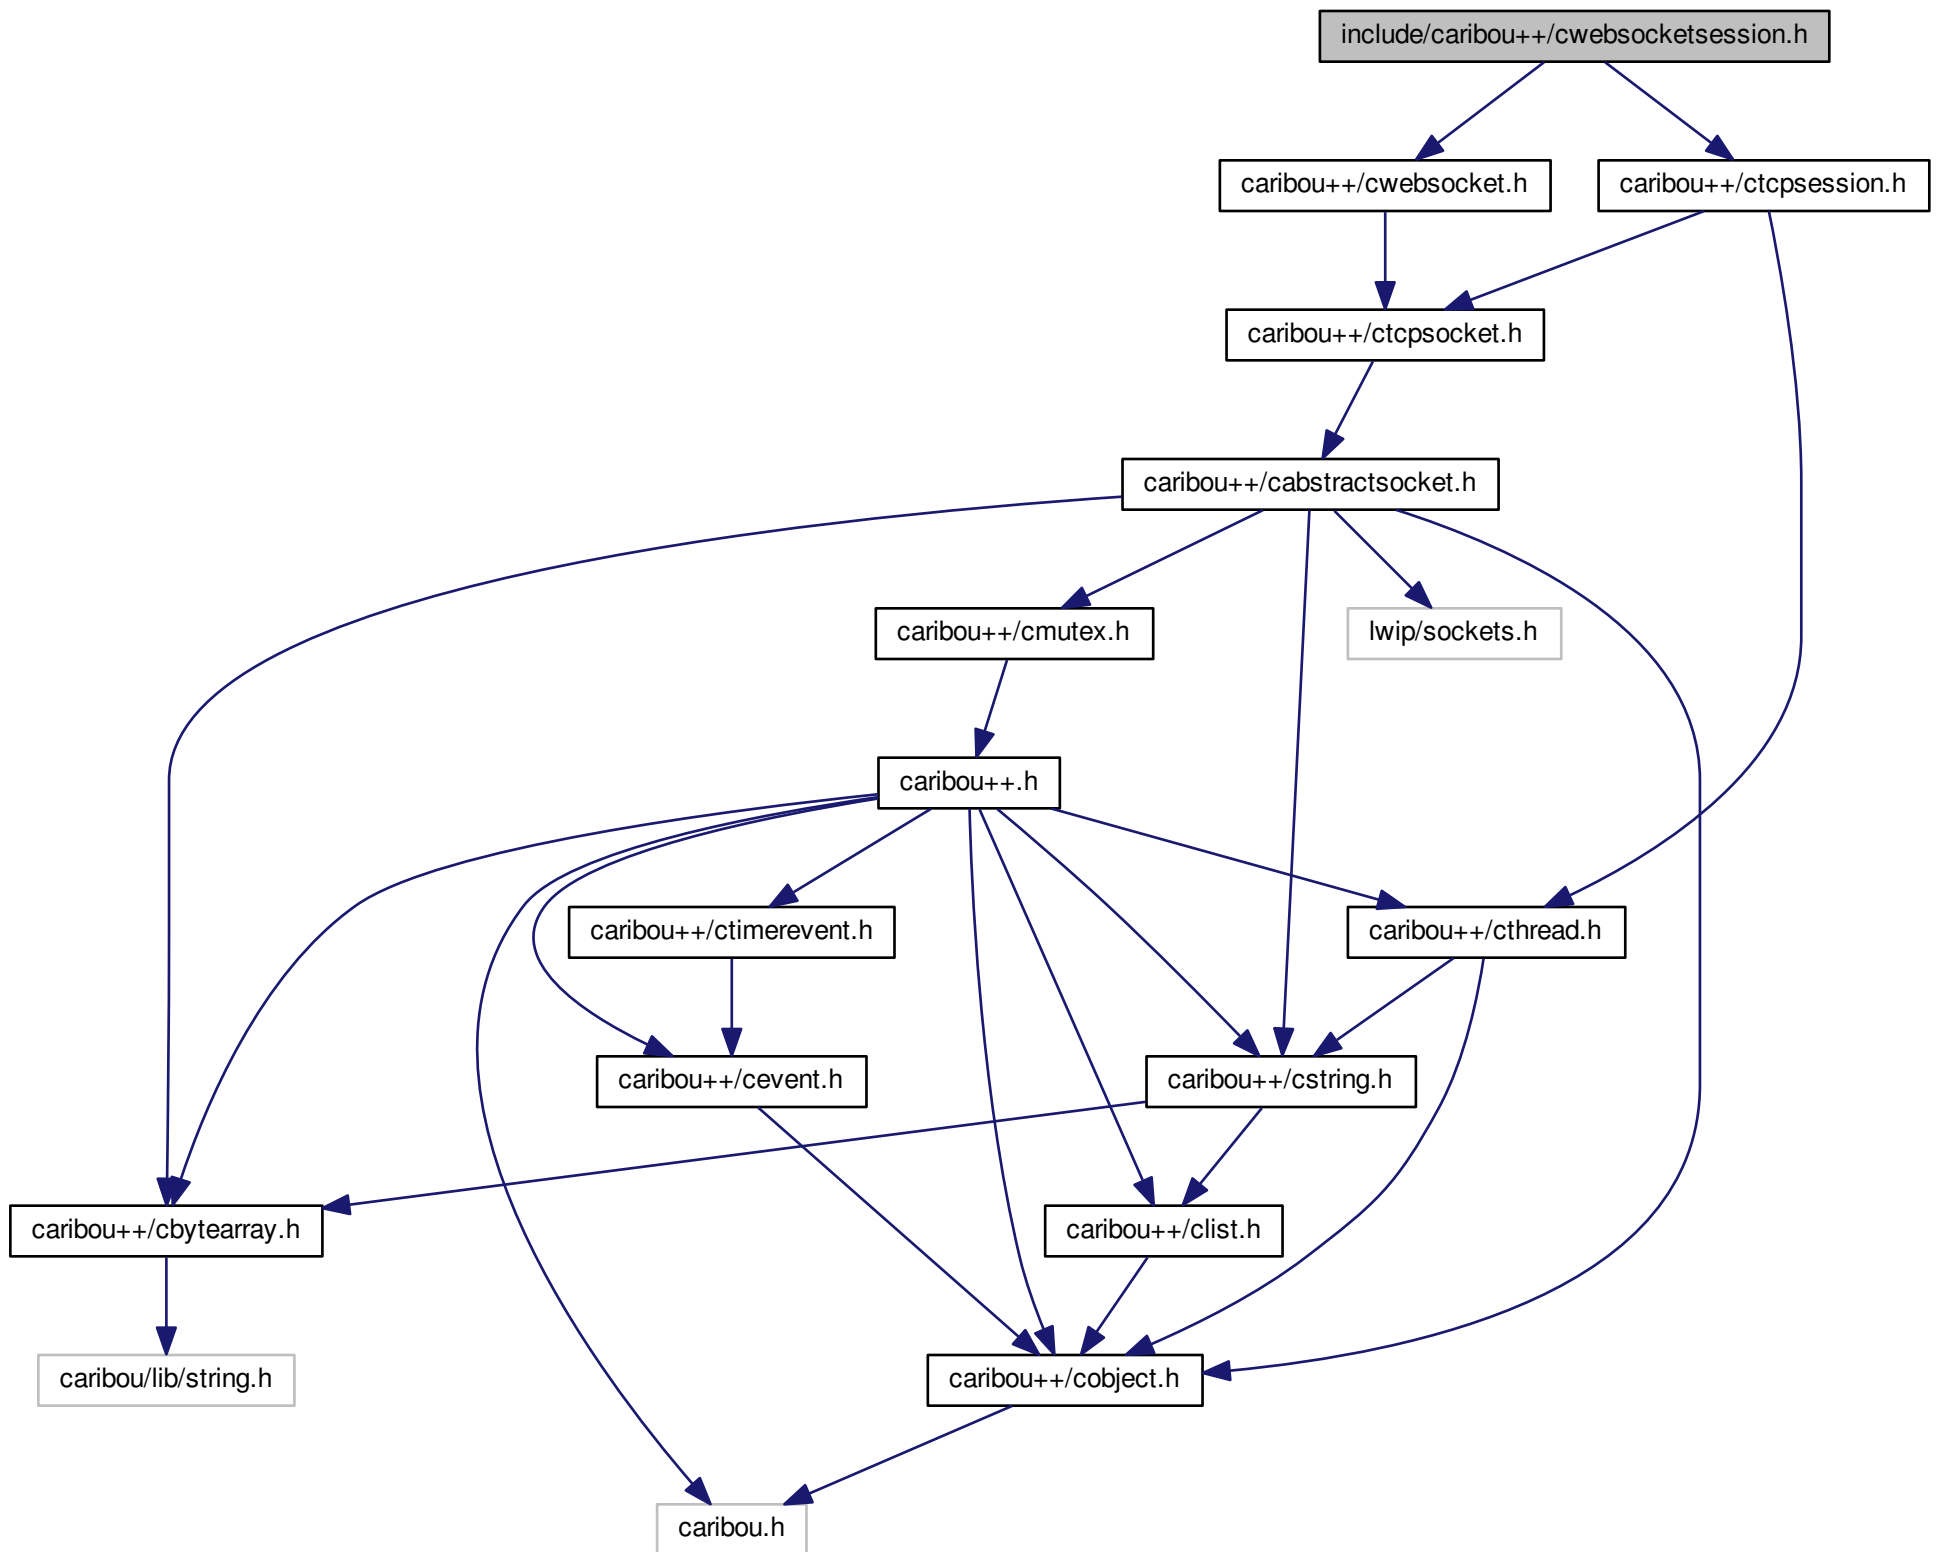 include/caribou++/cwebsocketsession.h
caribou++/cwebsocket.h
caribou++/ctcpsession.h
caribou++/ctcpsocket.h
caribou++/cabstractsocket.h
caribou++/cmutex.h
lwip/sockets.h
caribou++.h
caribou++/ctimerevent.h
caribou++/cthread.h
caribou++/cevent.h
caribou++/cstring.h
caribou++/cbytearray.h
caribou++/clist.h
caribou/lib/string.h
caribou++/cobject.h
caribou.h